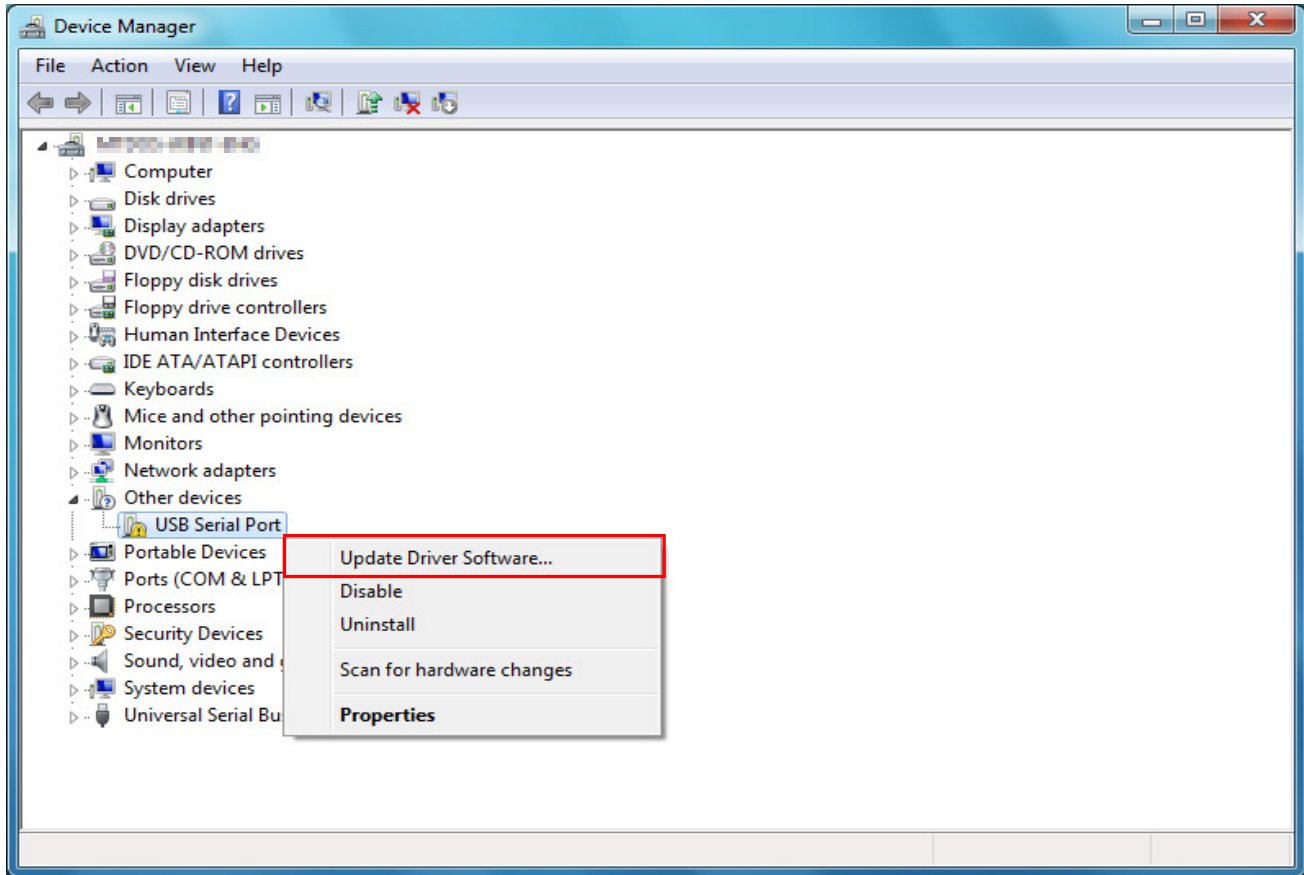 Device Manager
File Action View Help
Computer
Disk drives
Display adapters
DVD/CD-ROM drives
Floppy disk drives
Floppy drive controllers
Human Interface Devices
IDE ATA/ATAPI controllers
Keyboards
Mice and other pointing devices
Monitors
Network adapters
Other devices
USB Serial Port
Portable Devices
Ports (COM & LPT
Processors
Security Devices
Sound, video and
System devices
Universal Serial Bu
Update Driver Software...
Disable
Uninstall
Scan for hardware changes
Properties